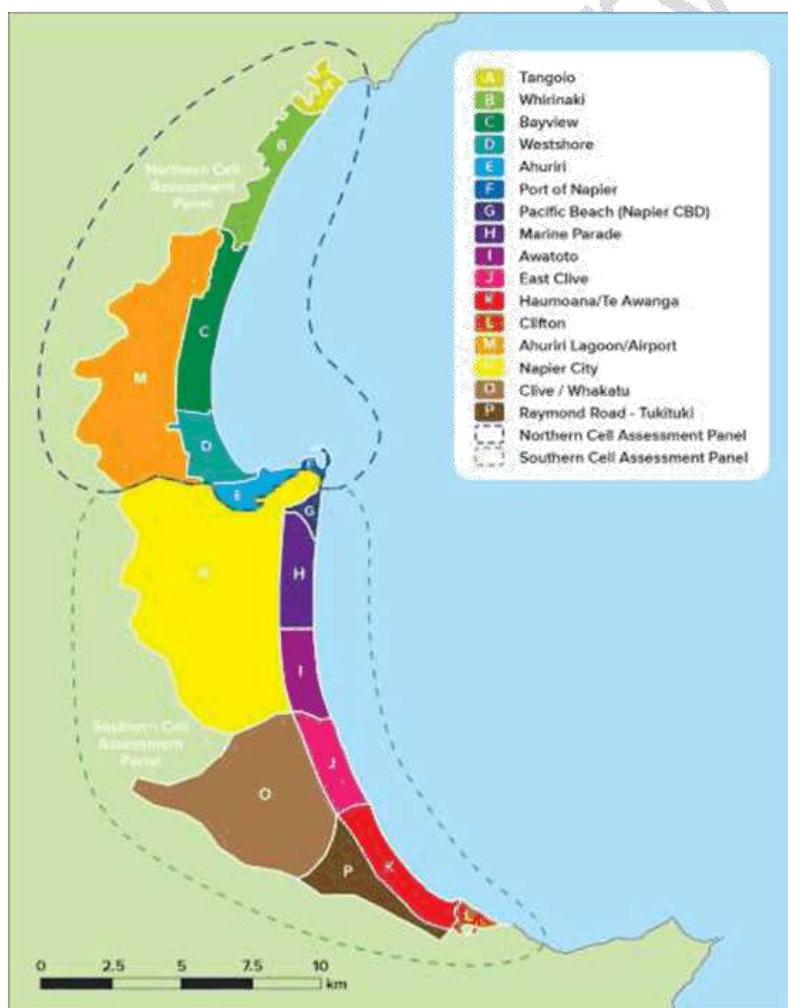 A Tangoio
B Whirinaki
C Bayview
D Westshore
E Ahuriri
F Port of Napier
G Pacific Beach (Napier CBD)
H Marine Parade
I Awatoto
J East Clive
K Haumoana/Te Awanga
L Clifton
M Ahuriri Lagoon/Airport
Napier City
O Clive / Whakatu
P Raymond Road - Tukituki
Northern Cell Assessment Panel
Southern Cell Assessment Panel
A
B
Northern Cell
Assessment
Panel
C
M
D
E
G
H
I
Southern Cell
Assessment
Panel
J
O
K
P
L
0 2.5 5 7.5 10
km